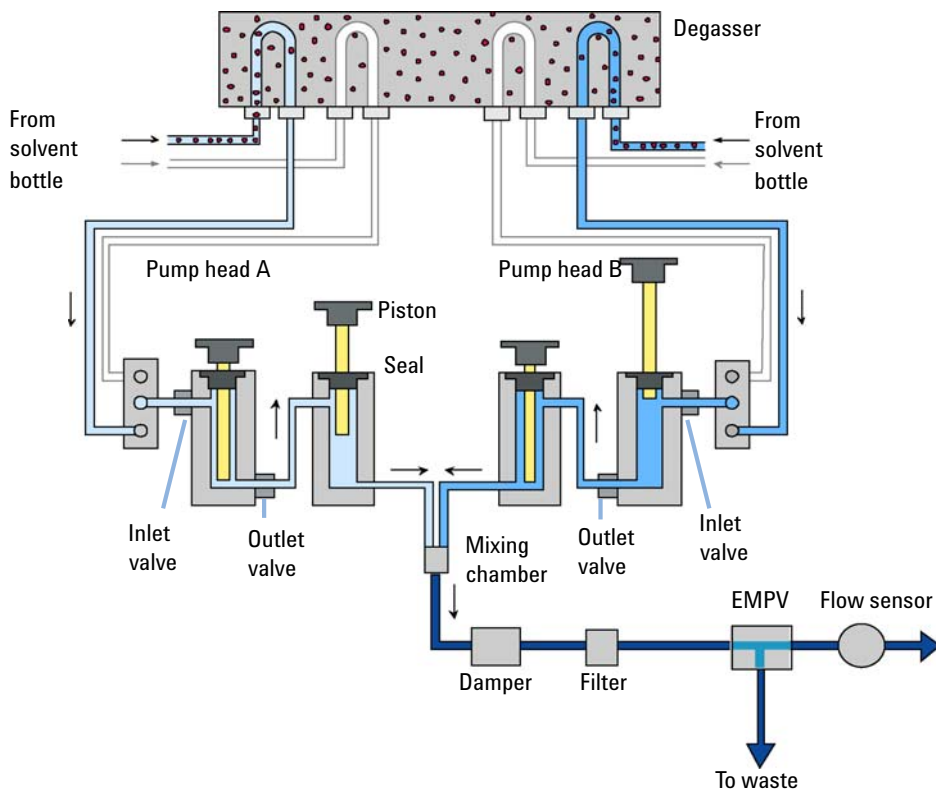 Degasser
From
solvent
bottle
From
solvent
bottle
Pump head A
Pump head B
Piston
Seal
Inlet
valve
Outlet
valve
Mixing
chamber
Outlet
valve
Inlet
valve
EMPV
Flow sensor
Damper
Filter
To waste